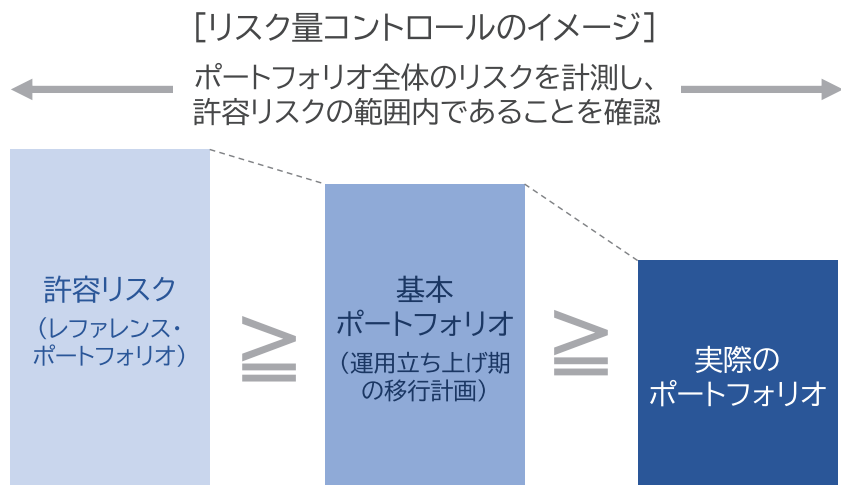 ［リスク量コントロールのイメージ］
ポートフォリオ全体のリスクを計測し、
許容リスクの範囲内であることを確認
許容リスク
（レファレンス・
ポートフォリオ）
≧
基本
ポートフォリオ
（運用立ち上げ期
の移行計画）
≧
実際の
ポートフォリオ